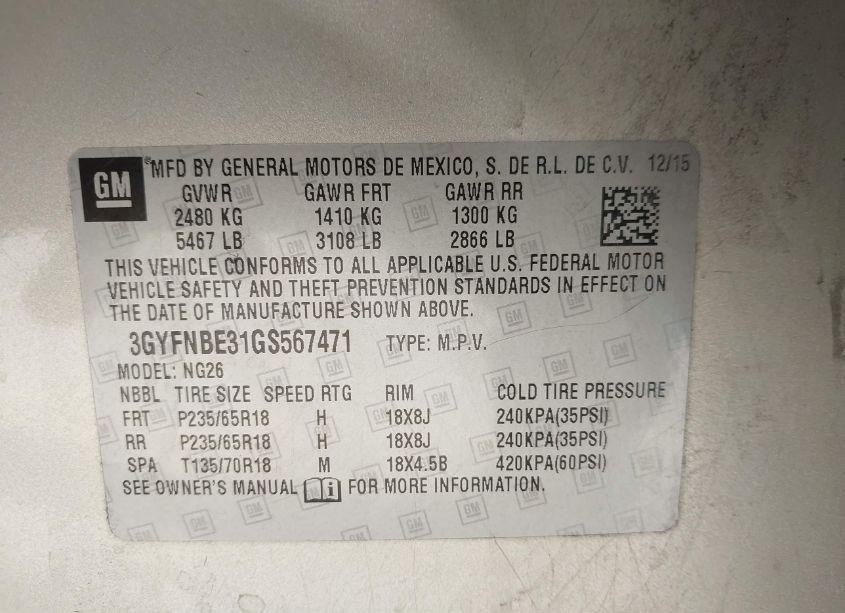 GM
MFD BY GENERAL MOTORS DE MEXICO, S. DE R.L. DE C.V. 12/15
GVWR GAWR FRT GAWR RR
2480 KG 1410 KG 1300 KG
5467 LB 3108 LB 2866 LB
THIS VEHICLE CONFORMS TO ALL APPLICABLE U.S. FEDERAL MOTOR
VEHICLE SAFETY AND THEFT PREVENTION STANDARDS IN EFFECT ON
THE DATE OF MANUFACTURE SHOWN ABOVE.
3GYFNBE31GS567471 TYPE: M.P.V.
MODEL: NG26
NBBL TIRE SIZE SPEED RTG RIM COLD TIRE PRESSURE
FRT P235/65R18 H 18X8J 240KPA(35PSI)
RR P235/65R18 H 18X8J 240KPA(35PSI)
SPA T135/70R18 M 18X4.5B 420KPA(60PSI)
SEE OWNER'S MANUAL i FOR MORE INFORMATION.